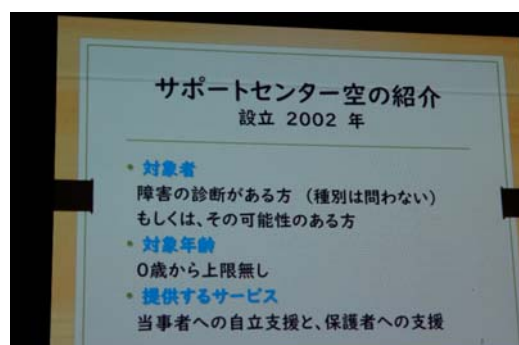 サポートセンター空の紹介
設立 2002 年
• 対象者
障害の診断がある方 （種別は問わない）
もしくは、その可能性のある方
• 対象年齢
0歳から上限無し
• 提供するサービス
当事者への自立支援と、保護者への支援